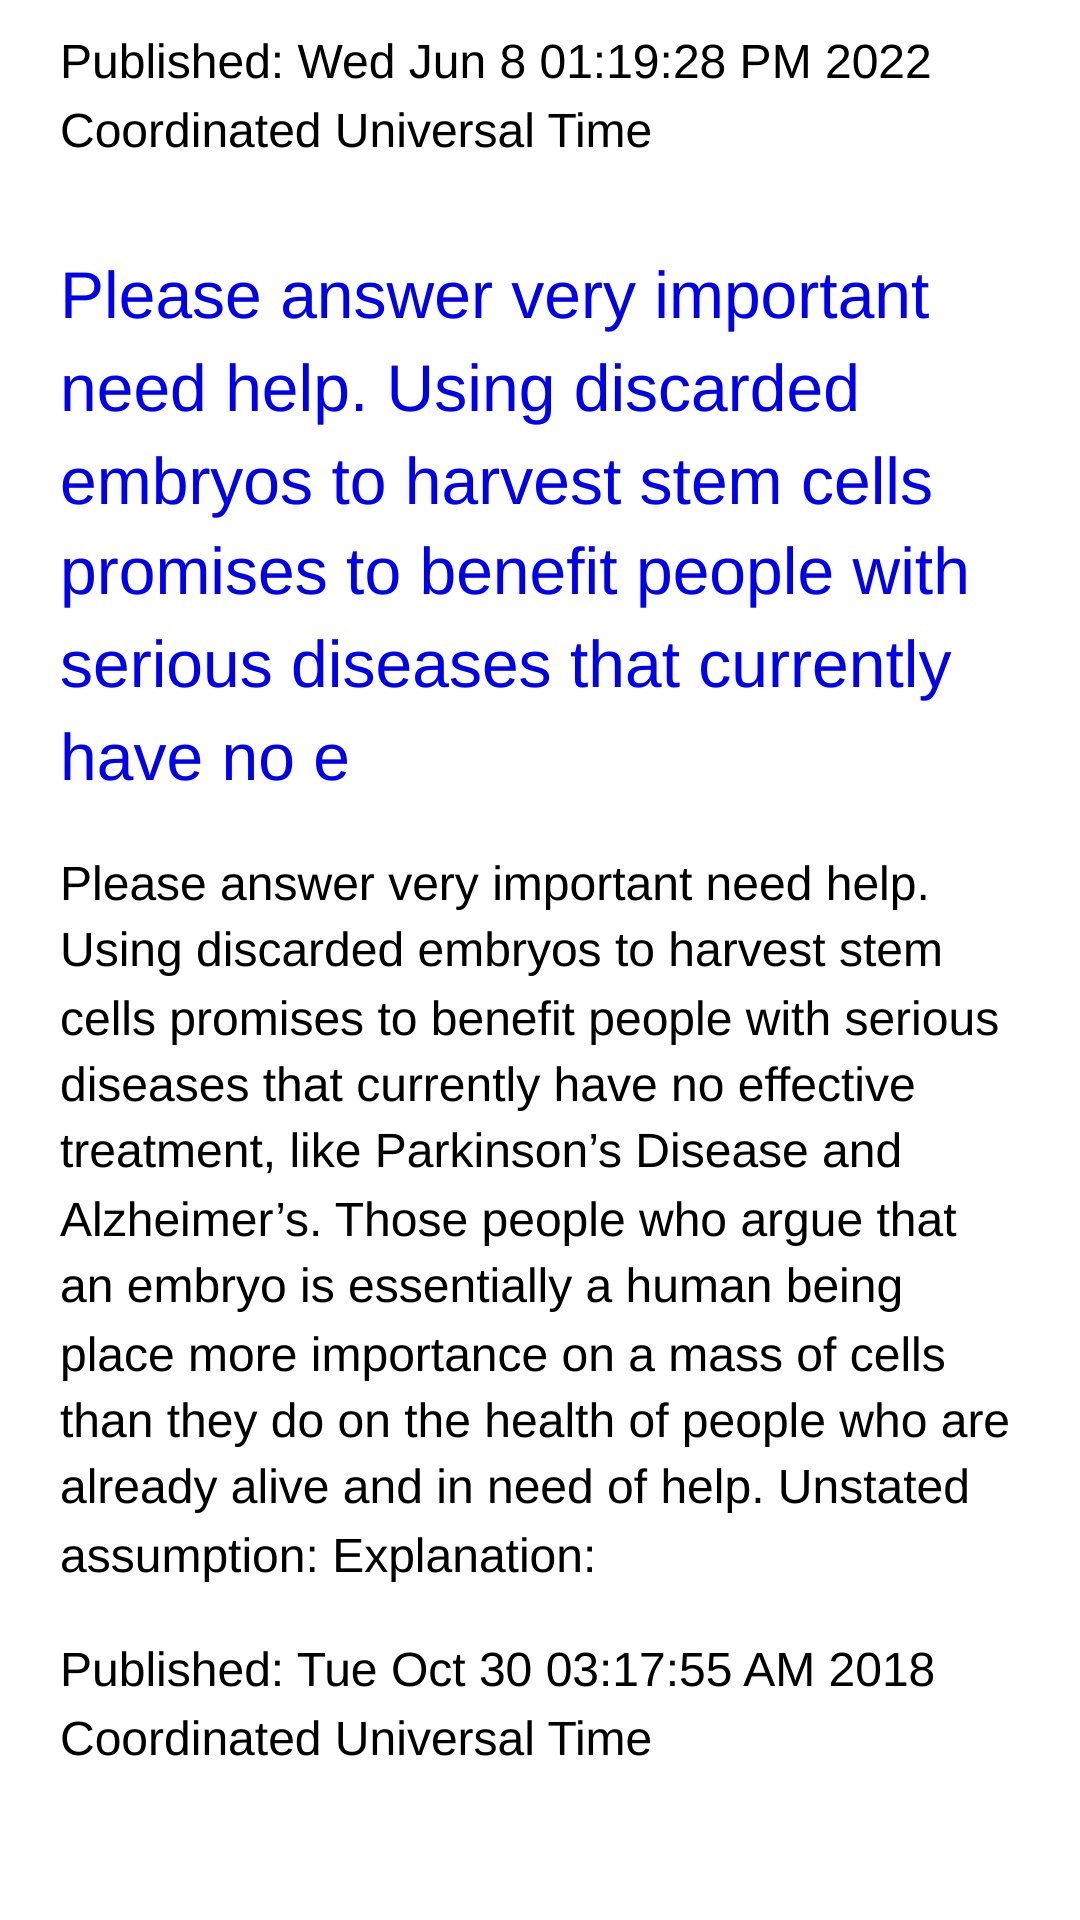 Published: Wed Jun 8 01:19:28 PM 2022
Coordinated Universal Time
Please answer very important
need help. Using discarded
embryos to harvest stem cells
promises to benefit people with
serious diseases that currently
have no e
Please answer very important need help.
Using discarded embryos to harvest stem
cells promises to benefit people with serious
diseases that currently have no effective
treatment, like Parkinson’s Disease and
Alzheimer’s. Those people who argue that
an embryo is essentially a human being
place more importance on a mass of cells
than they do on the health of people who are
already alive and in need of help. Unstated
assumption: Explanation:
Published: Tue Oct 30 03:17:55 AM 2018
Coordinated Universal Time